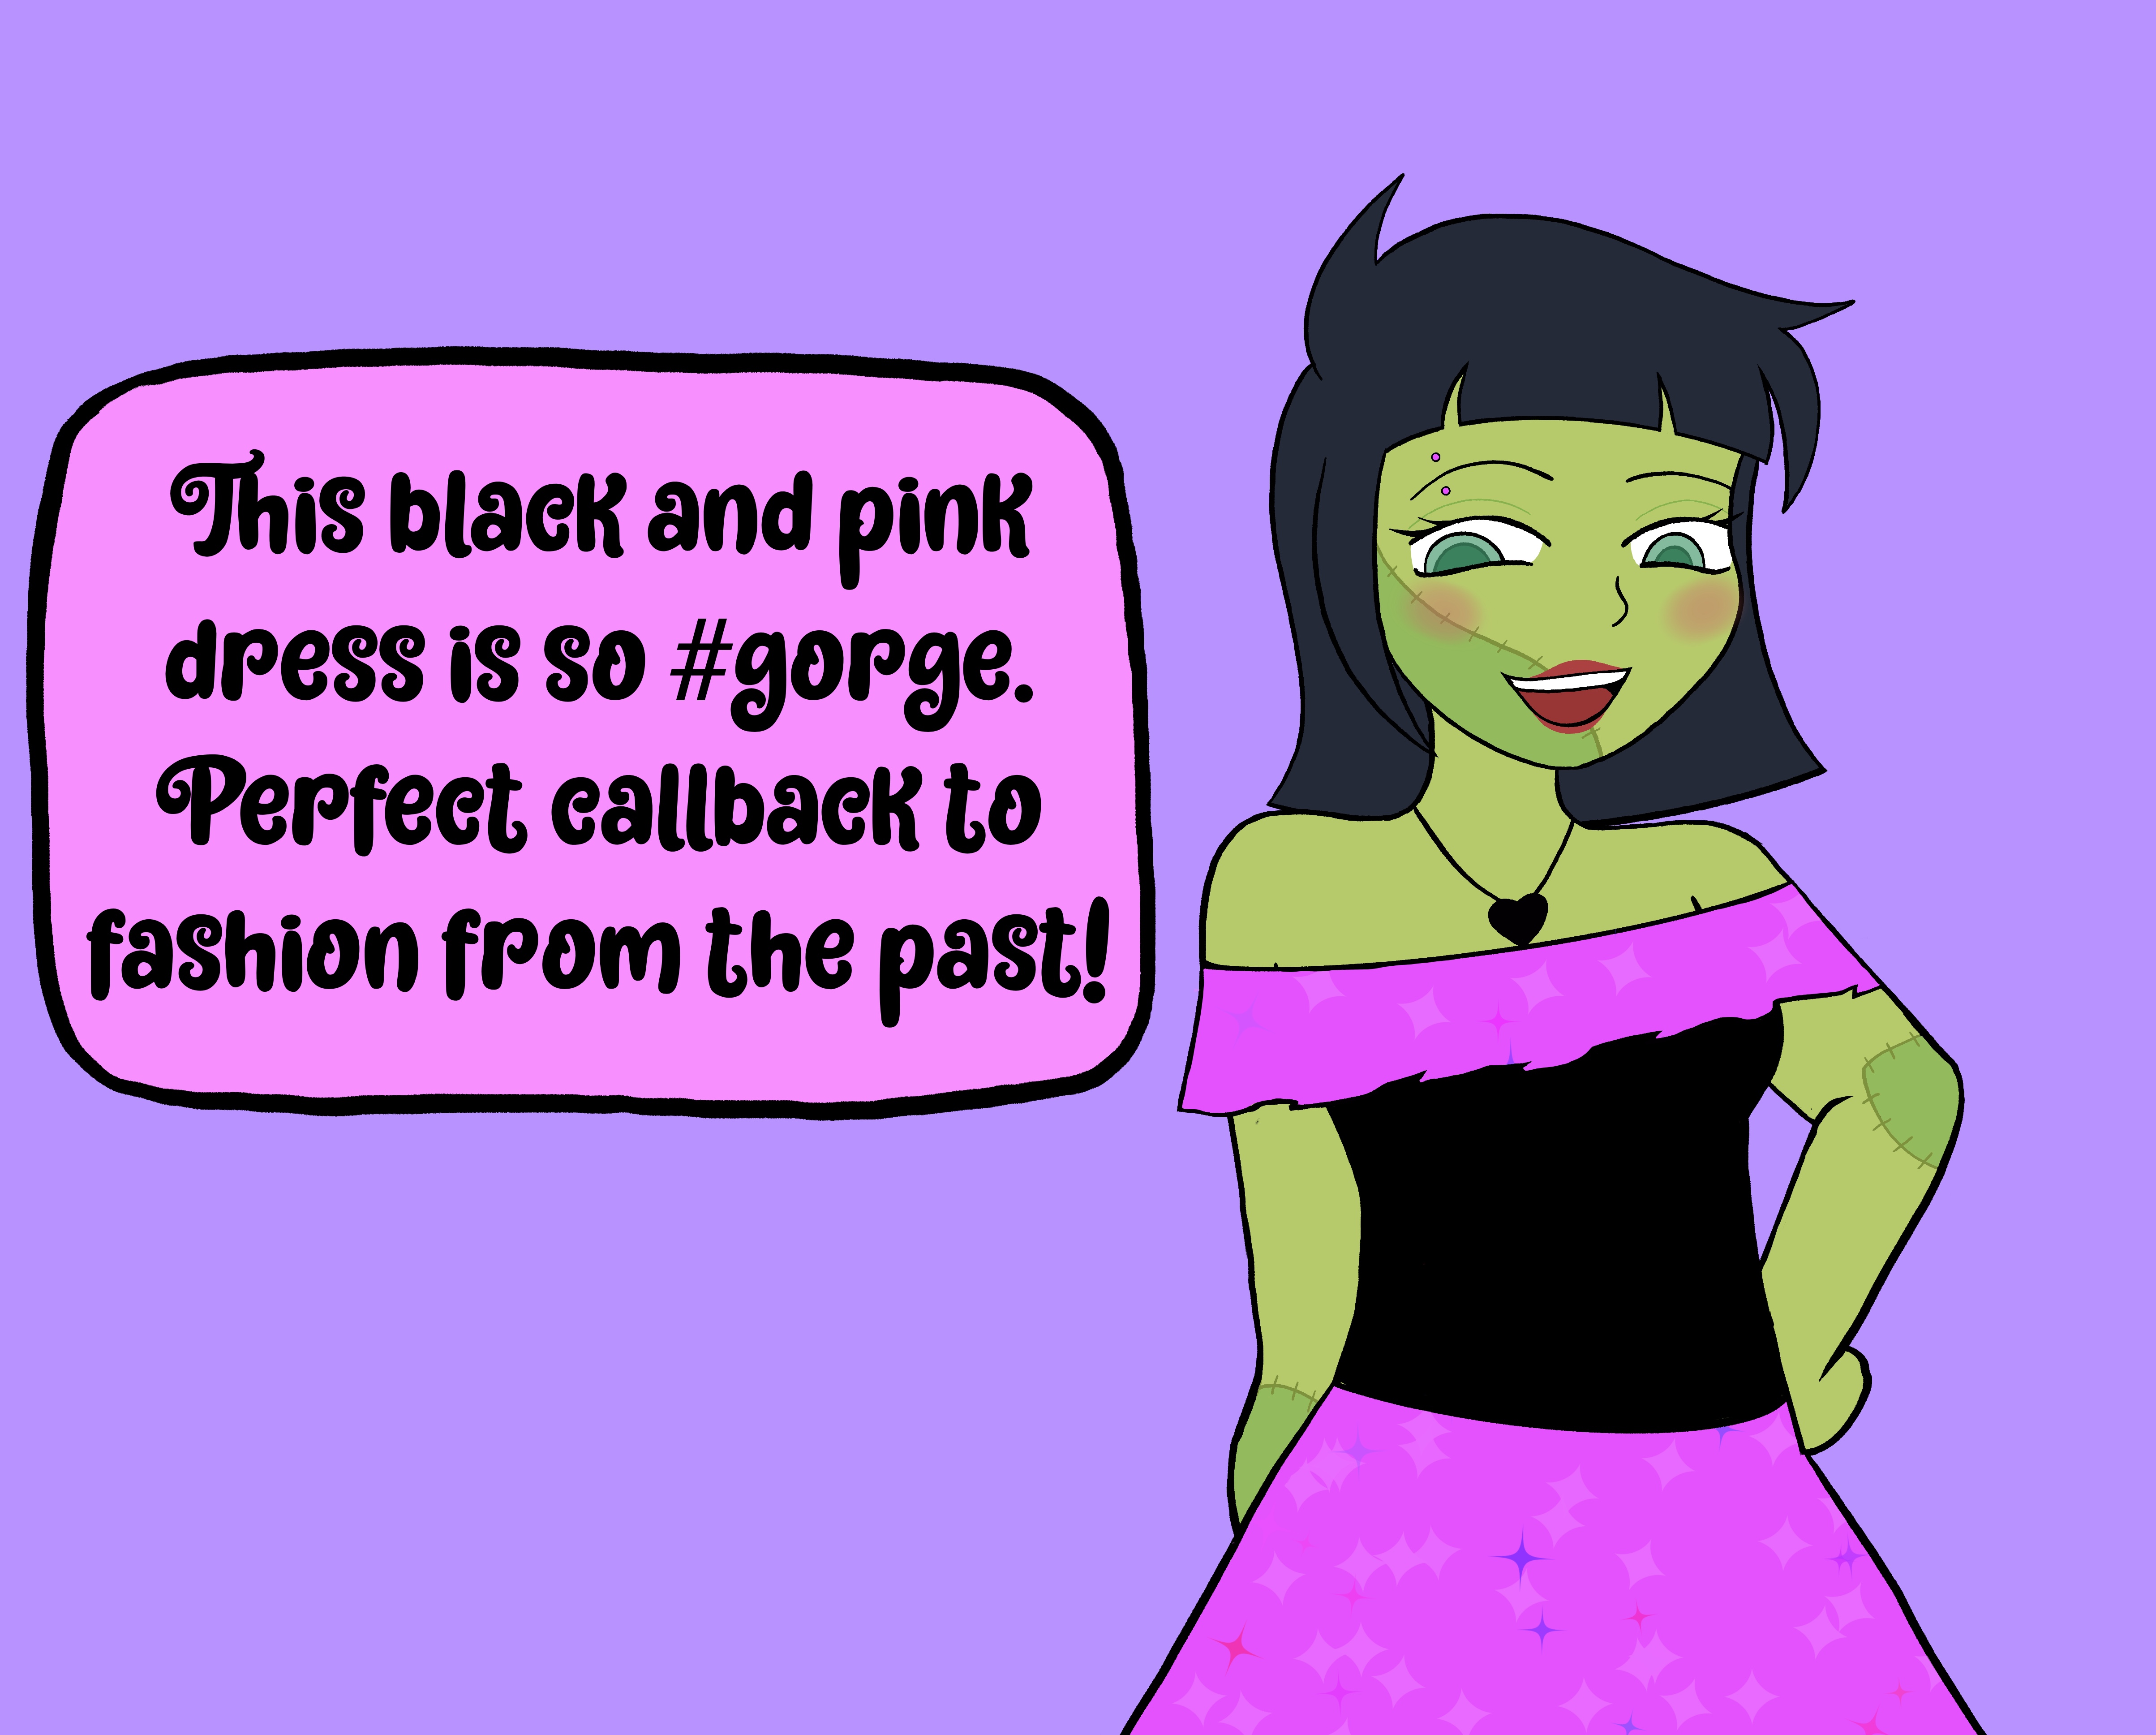 This black and pink
dress is so #gorge.
Perfect callback to
fashion from the past!